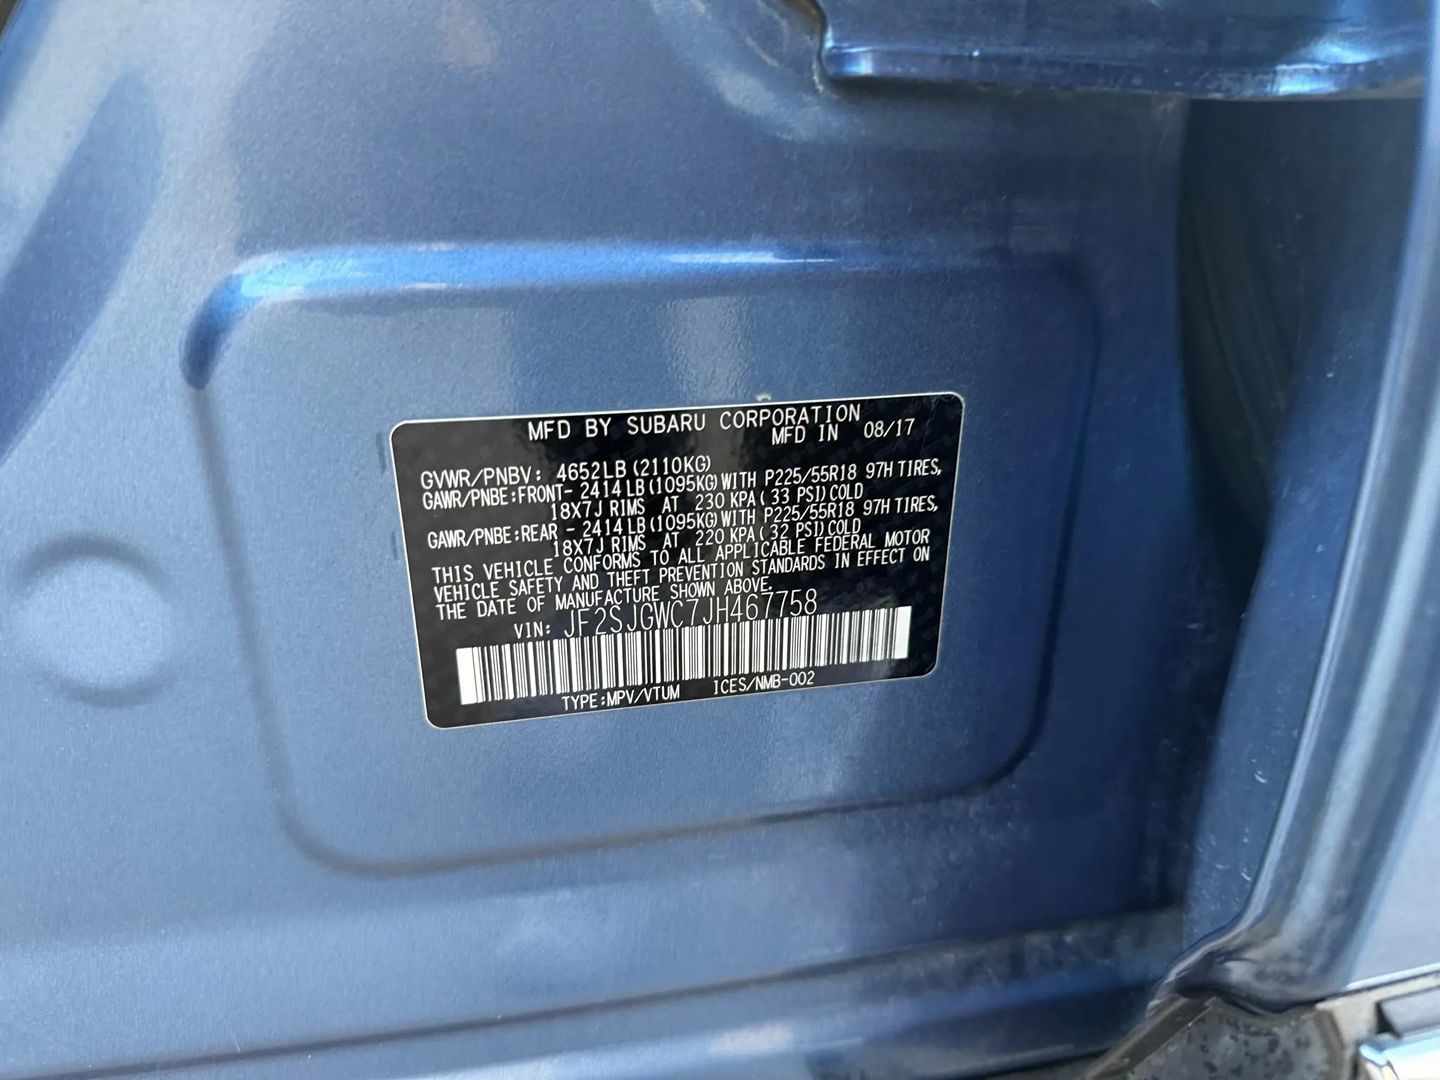 MFD BY SUBARU CORPORATION
MFD IN 08/17
GVWR/PNBV: 4652LB(2110KG)
GAWR/PNBE:FRONT- 2414LB(1095KG)WITH P225/55R18 97H TIRES,
18X7J RIMS AT 230 KPA( 33 PSI)COLD
GAWR/PNBE:REAR - 2414LB(1095KG)WITH P225/55R18 97H TIRES,
18X7J RIMS AT 220 KPA(32 PSI)COLD
THIS VEHICLE CONFORMS TO ALL APPLICABLE FEDERAL MOTOR
VEHICLE SAFETY AND THEFT PREVENTION STANDARDS IN EFFECT ON
THE DATE OF MANUFACTURE SHOWN ABOVE.
VIN: JF2SJGWC7JH467758
TYPE:MPV/VTUM ICES/NMB-002